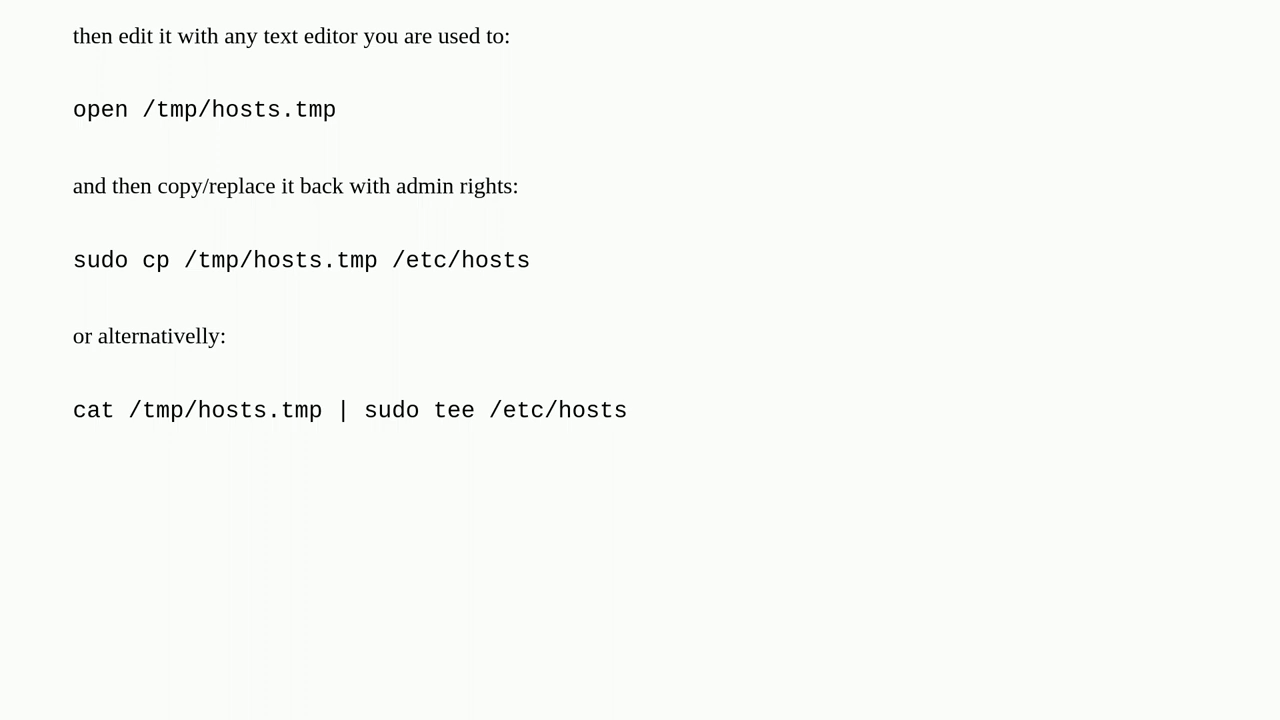 then edit it with any text editor you are used to:
open /tmp/hosts.tmp
and then copy/replace it back with admin rights:
sudo cp /tmp/hosts.tmp /etc/hosts
or alternativelly:
cat /tmp/hosts.tmp | sudo tee /etc/hosts